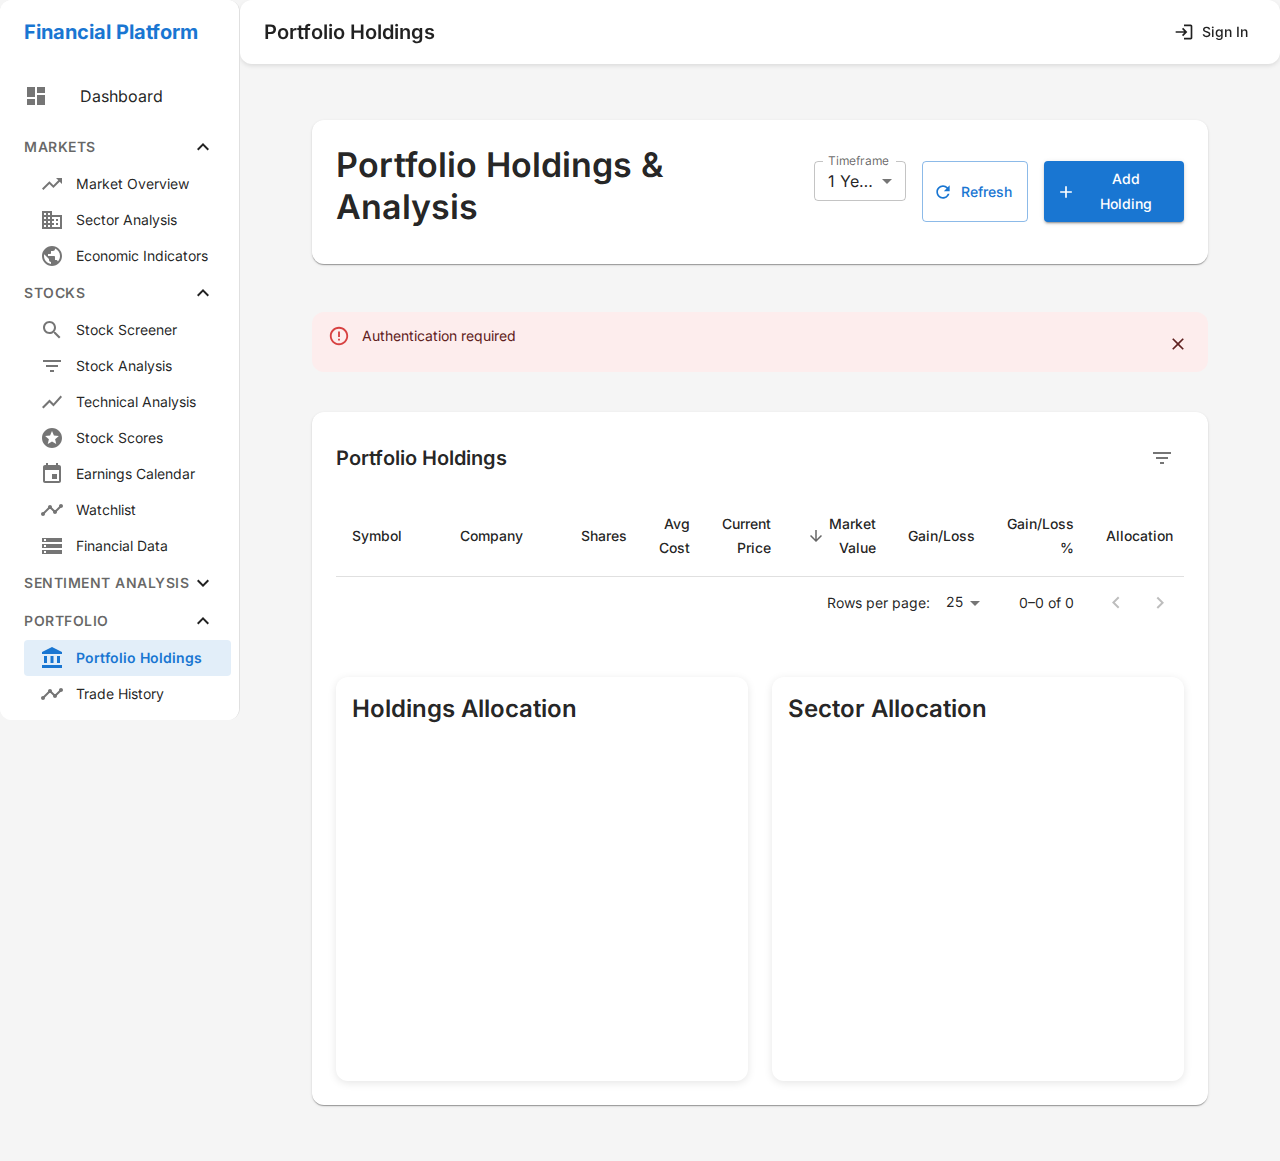 Financial Platform
Portfolio Holdings
Sign In
Dashboard
MARKETS
Market Overview
Sector Analysis
Economic Indicators
STOCKS
Stock Screener
Stock Analysis
Technical Analysis
Stock Scores
Earnings Calendar
Watchlist
Financial Data
SENTIMENT ANALYSIS
PORTFOLIO
Portfolio Holdings
Trade History
Portfolio Holdings &
Analysis
Timeframe
1 Ye...
Refresh
Add
Holding
Authentication required
Portfolio Holdings
Symbol
Company
Shares
Avg
Cost
Current
Price
Market
Value
Gain/Loss
Gain/Loss
%
Allocation
Rows per page:
25
0–0 of 0
Holdings Allocation
Sector Allocation